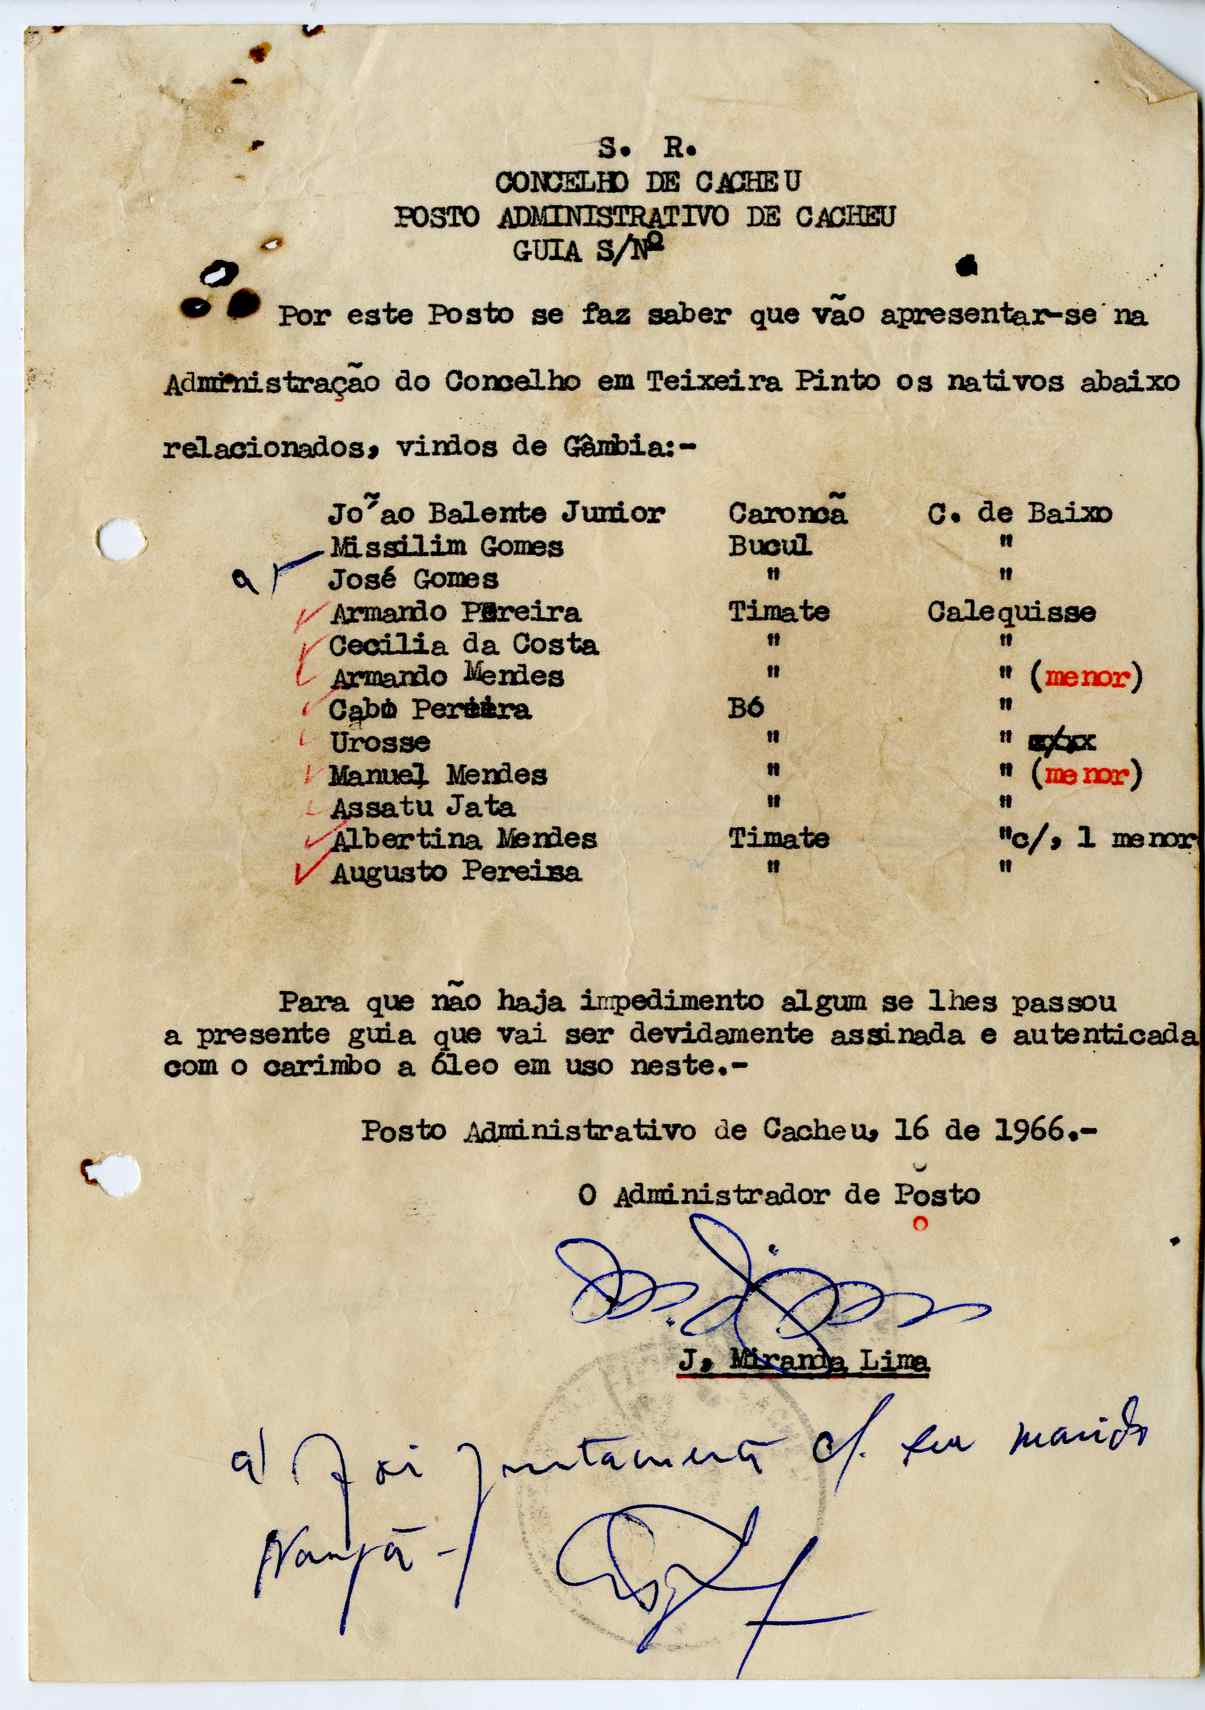 S. R.
CONCELHO DE CACHEU
POSTO ADMINISTRATIVO DE CACHEU
GUIA S/Nº
Por este Posto se faz saber que vão apresentar-se na
Administração do Concelho em Teixeira Pinto os nativos abaixo
relacionados, vindos de Gâmbia:-
João Balente Junior Caroncã C. de Baixo
Missilim Gomes Bucul "
a) José Gomes " "
Armando Pereira Timate Calequisse
Cecilia da Costa " "
Armando Mendes " " (menor)
Cabi Pereira Bó "
Urosse " "
Manuel Mendes " " (menor)
Assatu Jata " "
Albertina Mendes Timate "c/, 1 menor
Augusto Pereira " "
Para que não haja impedimento algum se lhes passou
a presente guia que vai ser devidamente assinada e autenticada
com o carimbo a óleo em uso neste.-
Posto Administrativo de Cacheu, 16 de 1966.-
O Administrador de Posto
J, Miranda Lima
a) Foi juntamente c/. seu marido